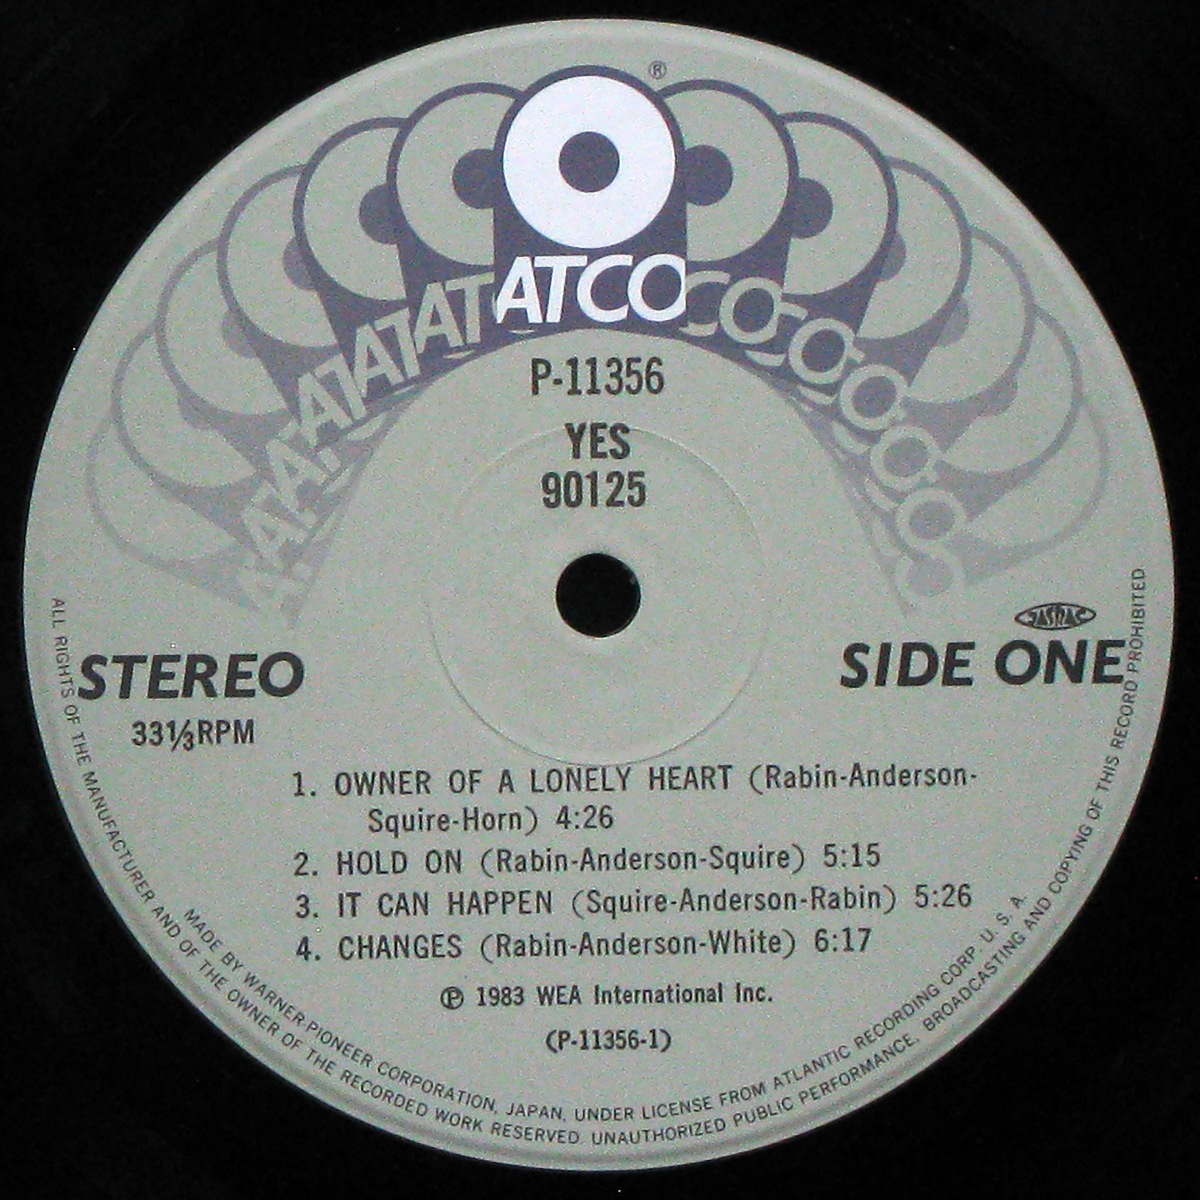 ®
ATCO
P-11356
YES
90125
JASRAC
STEREO
SIDE ONE
33⅓RPM
1. OWNER OF A LONELY HEART (Rabin-Anderson-
Squire-Horn) 4:26
2. HOLD ON (Rabin-Anderson-Squire) 5:15
3. IT CAN HAPPEN (Squire-Anderson-Rabin) 5:26
4. CHANGES (Rabin-Anderson-White) 6:17
℗ 1983 WEA International Inc.
(P-11356-1)
MADE BY WARNER-PIONEER CORPORATION, JAPAN, UNDER LICENSE FROM ATLANTIC RECORDING CORP. U. S. A.
ALL RIGHTS OF THE MANUFACTURER AND OF THE OWNER OF THE RECORDED WORK RESERVED. UNAUTHORIZED PUBLIC PERFORMANCE, BROADCASTING AND COPYING OF THIS RECORD PROHIBITED